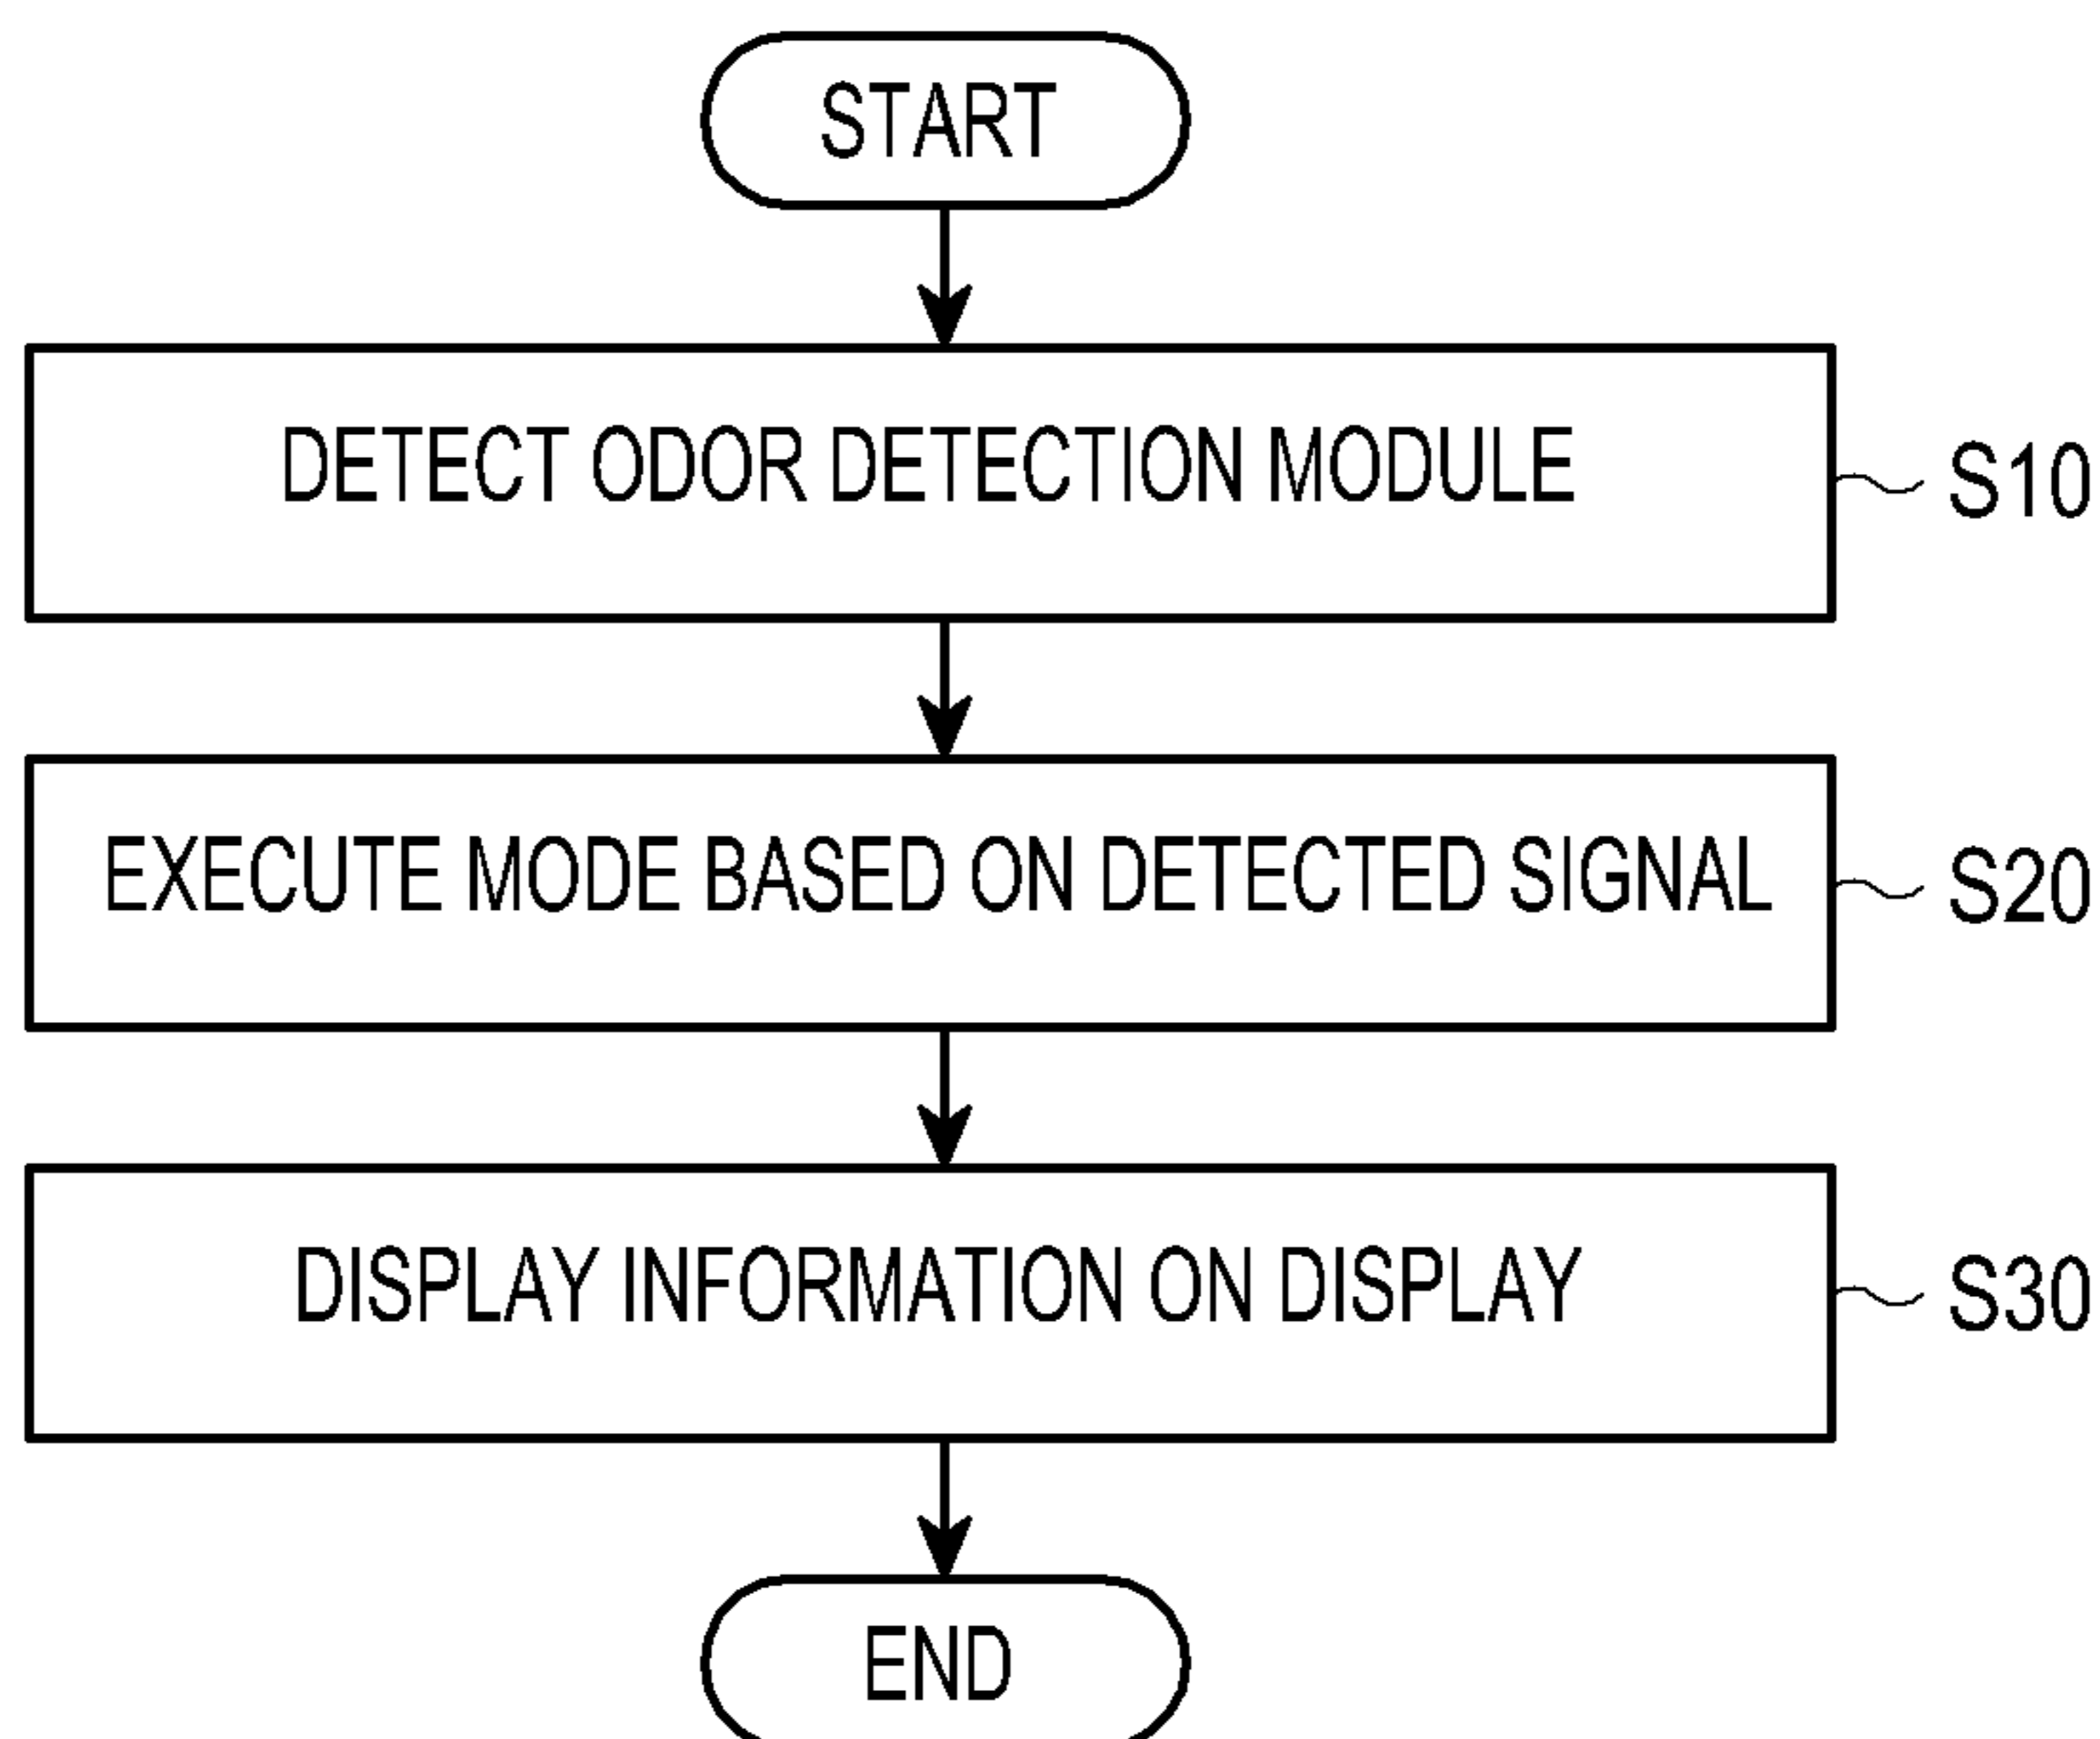 START
DETECT ODOR DETECTION MODULE
S10
EXECUTE MODE BASED ON DETECTED SIGNAL
S20
DISPLAY INFORMATION ON DISPLAY
S30
END